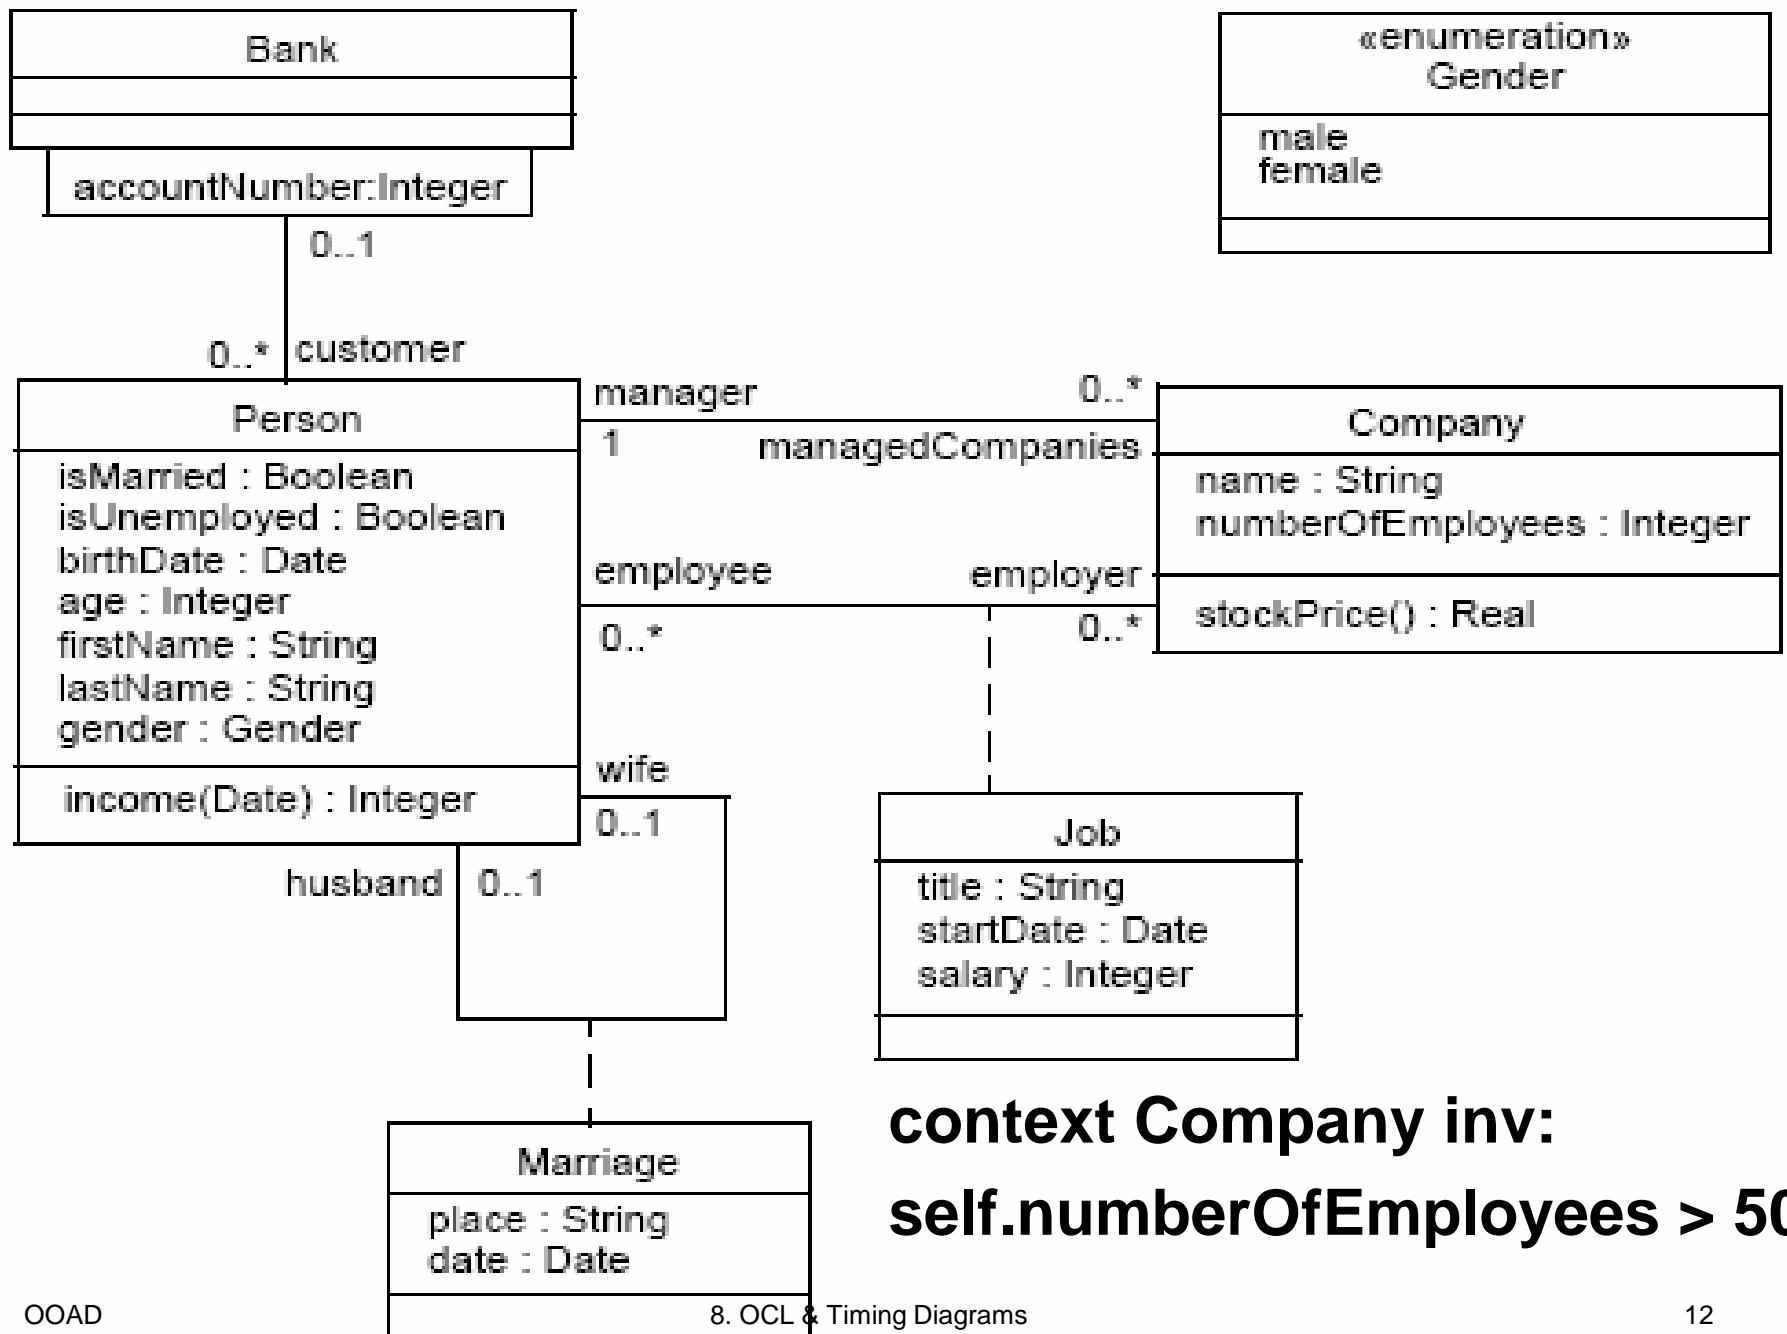 Bank
accountNumber:Integer
0..1
0..*
customer
«enumeration»
Gender
male
female
Person
isMarried : Boolean
isUnemployed : Boolean
birthDate : Date
age : Integer
firstName : String
lastName : String
gender : Gender
income(Date) : Integer
manager
1
0..*
managedCompanies
employee
0..*
employer
0..*
Company
name : String
numberOfEmployees : Integer
stockPrice() : Real
wife
0..1
husband
0..1
Job
title : String
startDate : Date
salary : Integer
Marriage
place : String
date : Date
context Company inv:
self.numberOfEmployees > 50
OOAD
8. OCL & Timing Diagrams
12